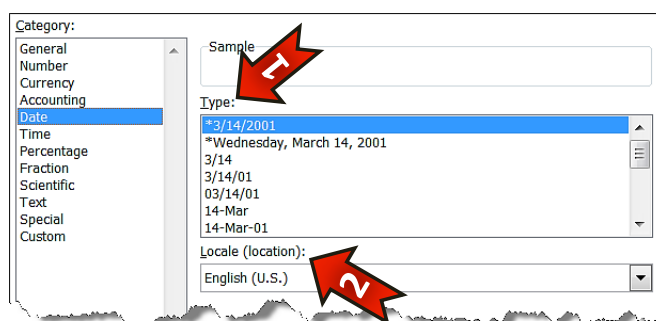 Category:
General
Number
Currency
Accounting
Date
Time
Percentage
Fraction
Scientific
Text
Special
Custom
Sample
1
Type:
*3/14/2001
*Wednesday, March 14, 2001
3/14
3/14/01
03/14/01
14-Mar
14-Mar-01
Locale (location):
2
English (U.S.)